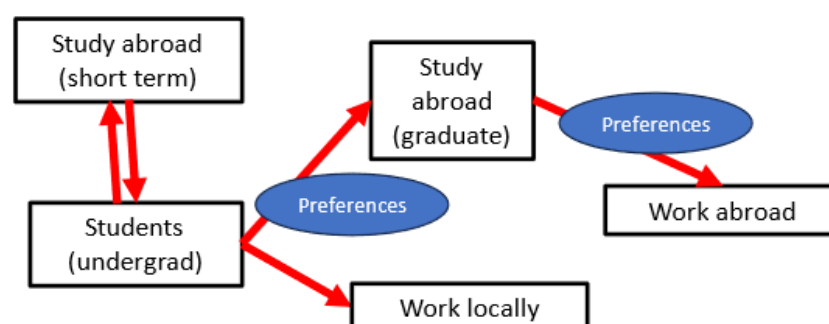 Study abroad
(short term)
Study
abroad
(graduate)
Preferences
Students
(undergrad)
Preferences
Work abroad
Work locally